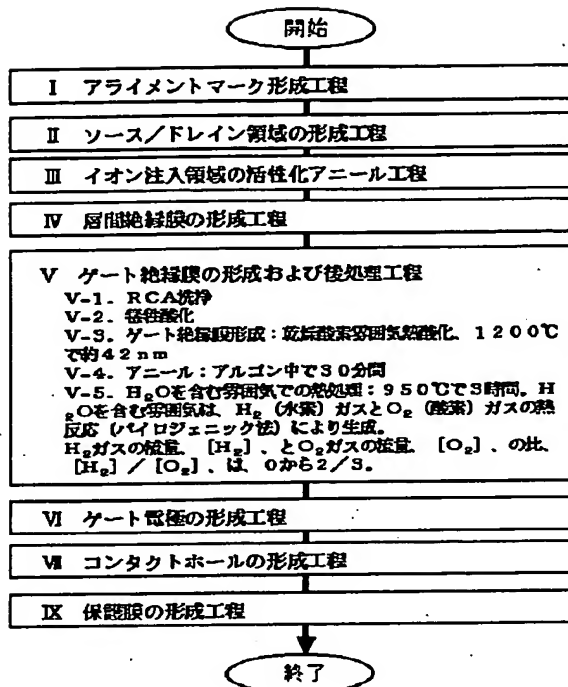 開始
Ⅰ アライメントマーク形成工程
Ⅱ ソース／ドレイン領域の形成工程
Ⅲ イオン注入領域の活性化アニール工程
Ⅳ 層間絶縁膜の形成工程
Ⅴ ゲート絶縁膜の形成および後処理工程
Ⅴ-1．RCA洗浄
Ⅴ-2．犠牲酸化
Ⅴ-3．ゲート絶縁膜形成：乾燥酸素雰囲気熱酸化、１２００℃
で約４２nm
Ⅴ-4．アニール：アルゴン中で３０分間
Ⅴ-5．H₂Oを含む雰囲気での熱処理：９５０℃で３時間。H
₂Oを含む雰囲気は、H₂（水素）ガスとO₂（酸素）ガスの熱
反応（パイロジェニック法）により生成。
H₂ガスの流量、［H₂］、とO₂ガスの流量、［O₂］、の比、
［H₂］／［O₂］、は、０から２／３。
Ⅵ ゲート電極の形成工程
Ⅶ コンタクトホールの形成工程
Ⅸ 保護膜の形成工程
終了